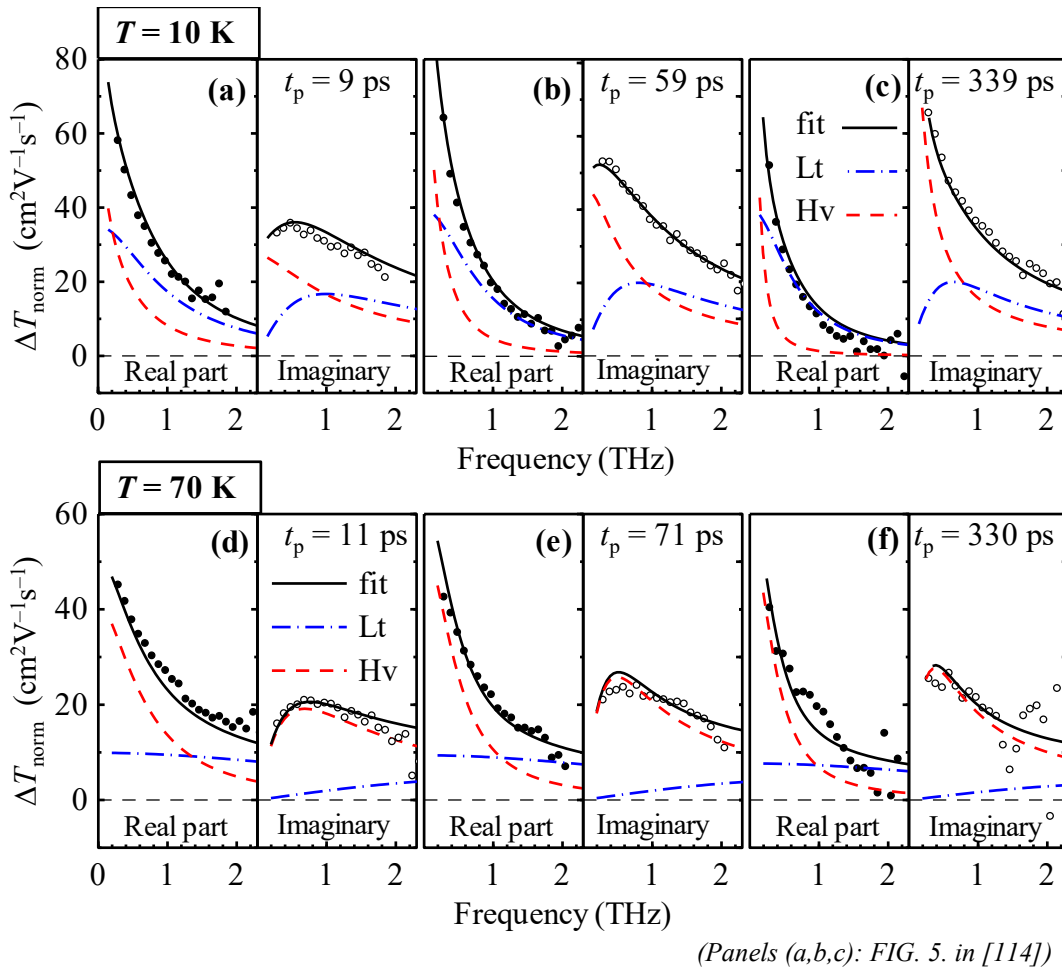 T = 10 K
80
60
40
20
0
ΔT_norm (cm²V⁻¹s⁻¹)
(a) t_p = 9 ps (b) t_p = 59 ps (c) t_p = 339 ps
fit
Lt
Hv
Real part Imaginary Real part Imaginary Real part Imaginary
0 1 2 1 2 1 2 1 2 1 2 1 2
Frequency (THz)
T = 70 K
60
40
20
0
ΔT_norm (cm²V⁻¹s⁻¹)
(d) t_p = 11 ps (e) t_p = 71 ps (f) t_p = 330 ps
fit
Lt
Hv
Real part Imaginary Real part Imaginary Real part Imaginary
0 1 2 1 2 1 2 1 2 1 2 1 2
Frequency (THz)
(Panels (a,b,c): FIG. 5. in [114])